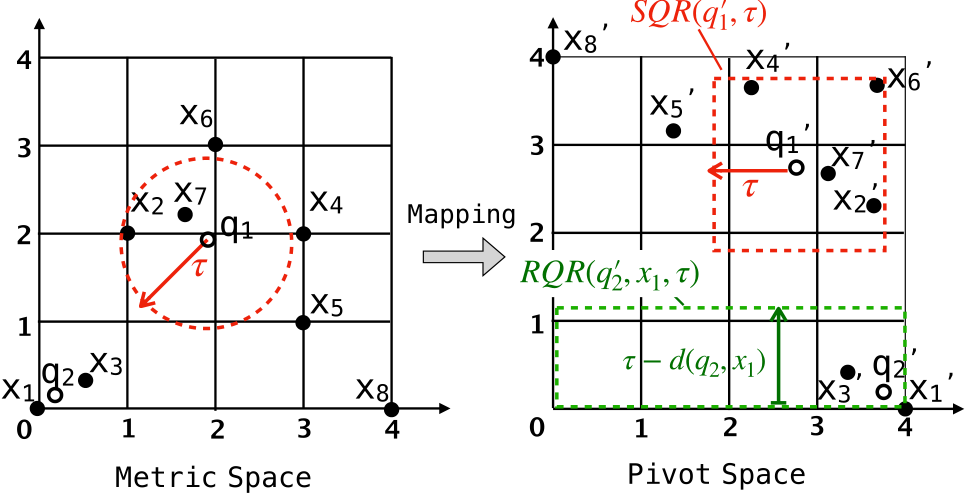 SQR(q′₁, τ)
4
x₆
3
x₂ x₇
x₄
q₁
2
τ
x₅
1
x₁ q₂ x₃
x₈
0 1 2 3 4
Metric Space
Mapping
4 x₈′
x₄′
x₆′
x₅′
3
q₁′
x₇′
τ
x₂′
2
RQR(q′₂, x₁, τ)
1
τ − d(q₂, x₁)
x₃′ q₂′
x₁′
0 1 2 3 4
Pivot Space